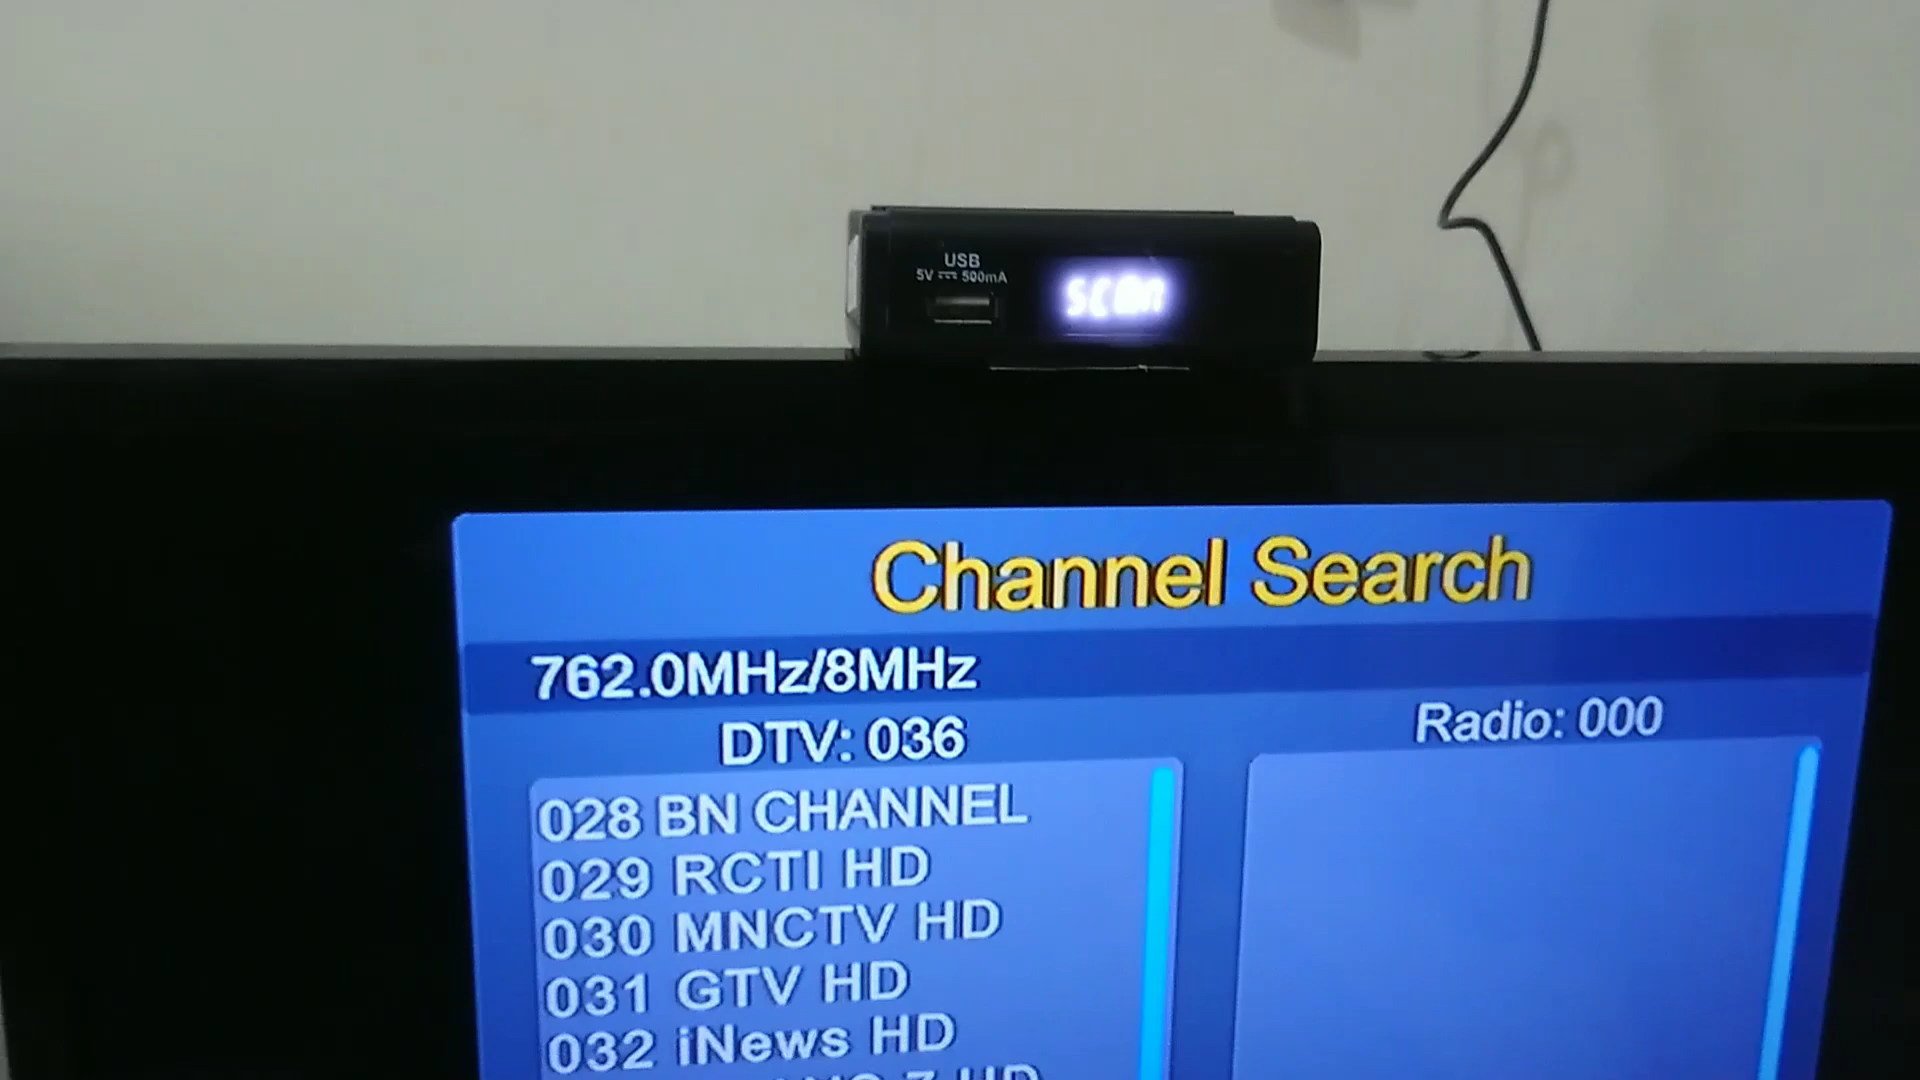 USB
5V 500mA
SCAN
Channel Search
762.0MHz/8MHz
DTV: 036
Radio: 000
028 BN CHANNEL
029 RCTI HD
030 MNCTV HD
031 GTV HD
032 iNews HD
HD